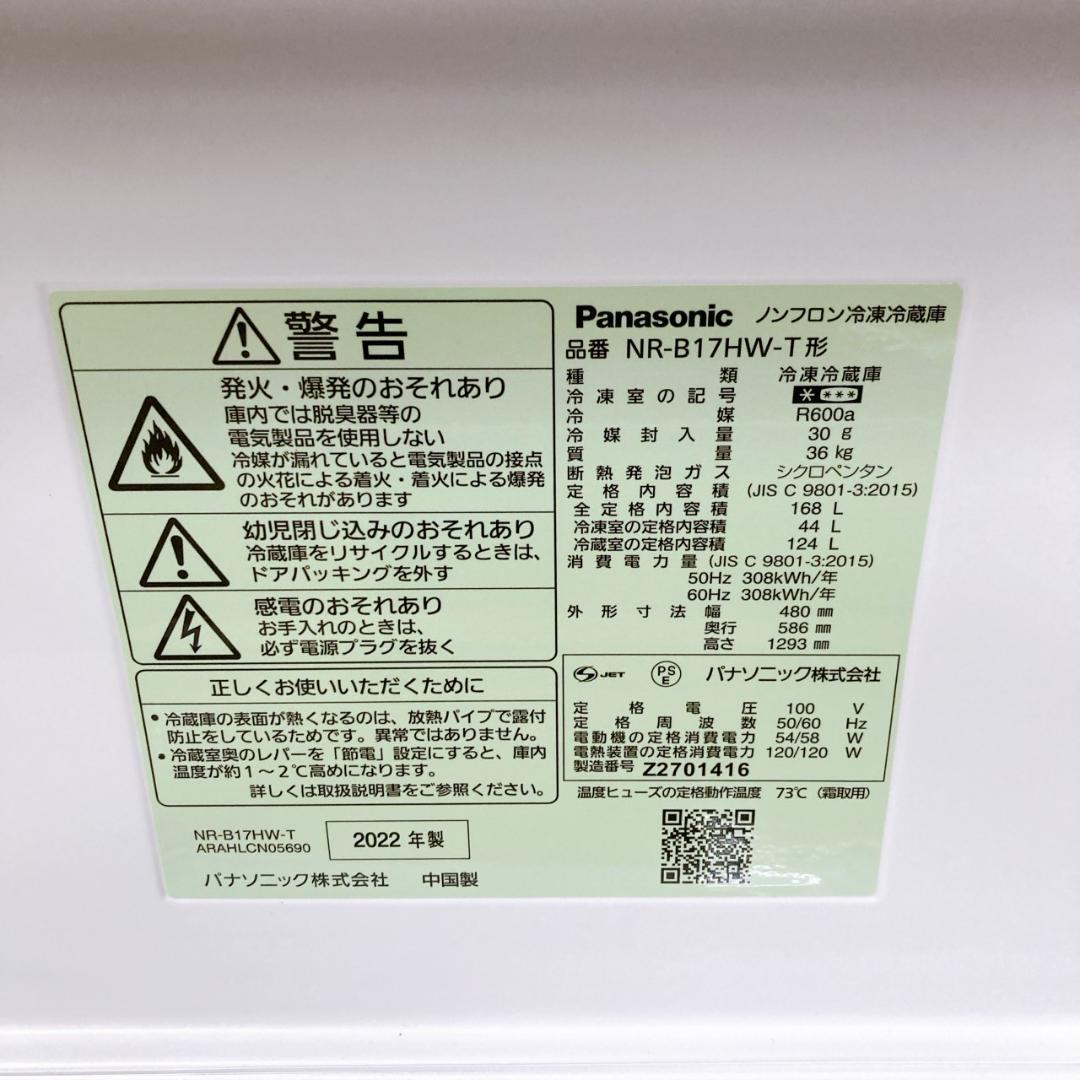 警告
発火・爆発のおそれあり
庫内では脱臭器等の
電気製品を使用しない
冷媒が漏れていると電気製品の接点
の火花による着火・着火による爆発
のおそれがあります
幼児閉じ込みのおそれあり
冷蔵庫をリサイクルするときは、
ドアパッキングを外す
感電のおそれあり
お手入れのときは、
必ず電源プラグを抜く
正しくお使いいただくために
• 冷蔵庫の表面が熱くなるのは、放熱パイプで露付
防止をしているためです。異常ではありません。
• 冷蔵室奥のレバーを「節電」設定にすると、庫内
温度が約1～2℃高めになります。
詳しくは取扱説明書をご参照ください。
NR-B17HW-T
ARAHLCN05690
2022 年製
パナソニック株式会社 中国製
Panasonic ノンフロン冷凍冷蔵庫
品番 NR-B17HW-T形
種類 冷凍冷蔵庫
冷凍室の記号 * ***
冷媒 R600a
冷媒封入量 30 g
質量 36 kg
断熱発泡ガス シクロペンタン
定格内容積 (JIS C 9801-3:2015)
全定格内容積 168 L
冷凍室の定格内容積 44 L
冷蔵室の定格内容積 124 L
消費電力量 (JIS C 9801-3:2015)
50Hz 308kWh/年
60Hz 308kWh/年
外形寸法 幅 480 mm
奥行 586 mm
高さ 1293 mm
S JET PS E パナソニック株式会社
定格電圧 100 V
定格周波数 50/60 Hz
電動機の定格消費電力 54/58 W
電熱装置の定格消費電力 120/120 W
製造番号 Z2701416
温度ヒューズの定格動作温度 73℃ (霜取用)